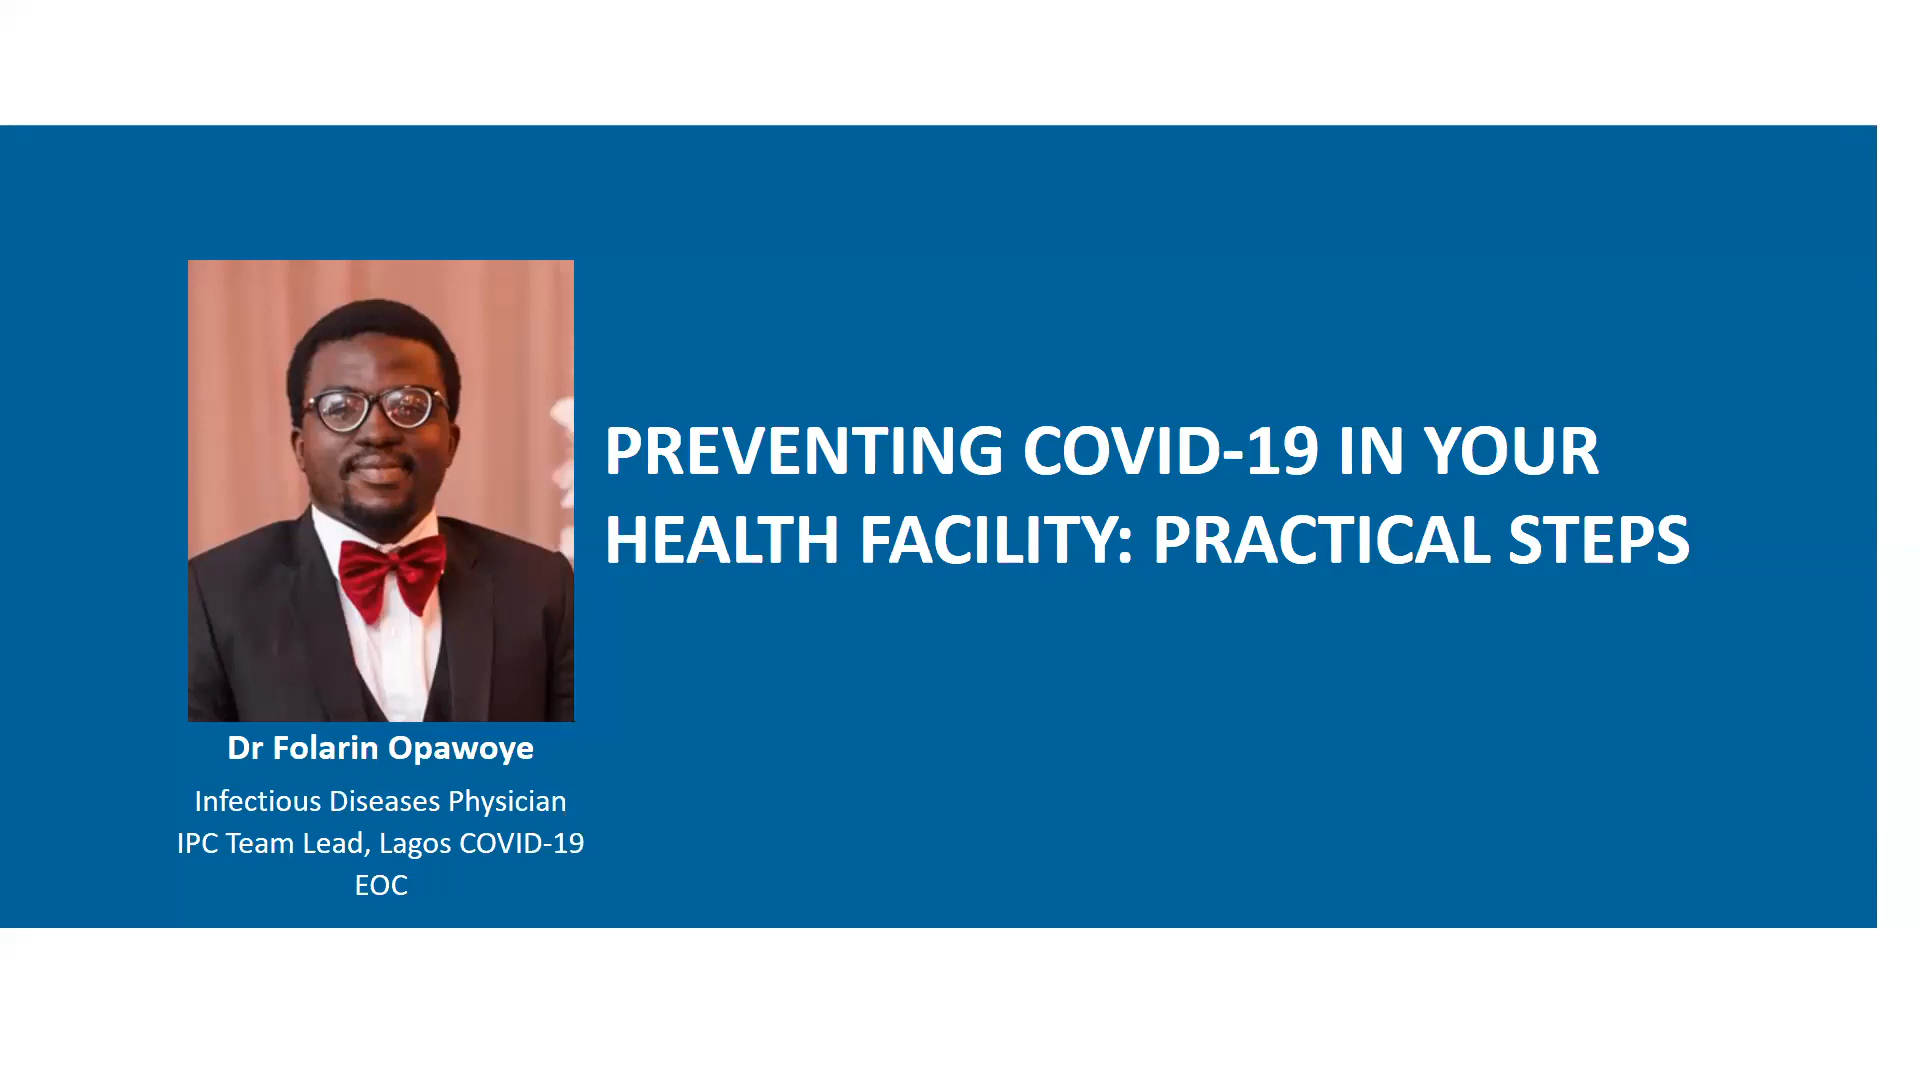 PREVENTING COVID-19 IN YOUR
HEALTH FACILITY: PRACTICAL STEPS
Dr Folarin Opawoye
Infectious Diseases Physician
IPC Team Lead, Lagos COVID-19
EOC